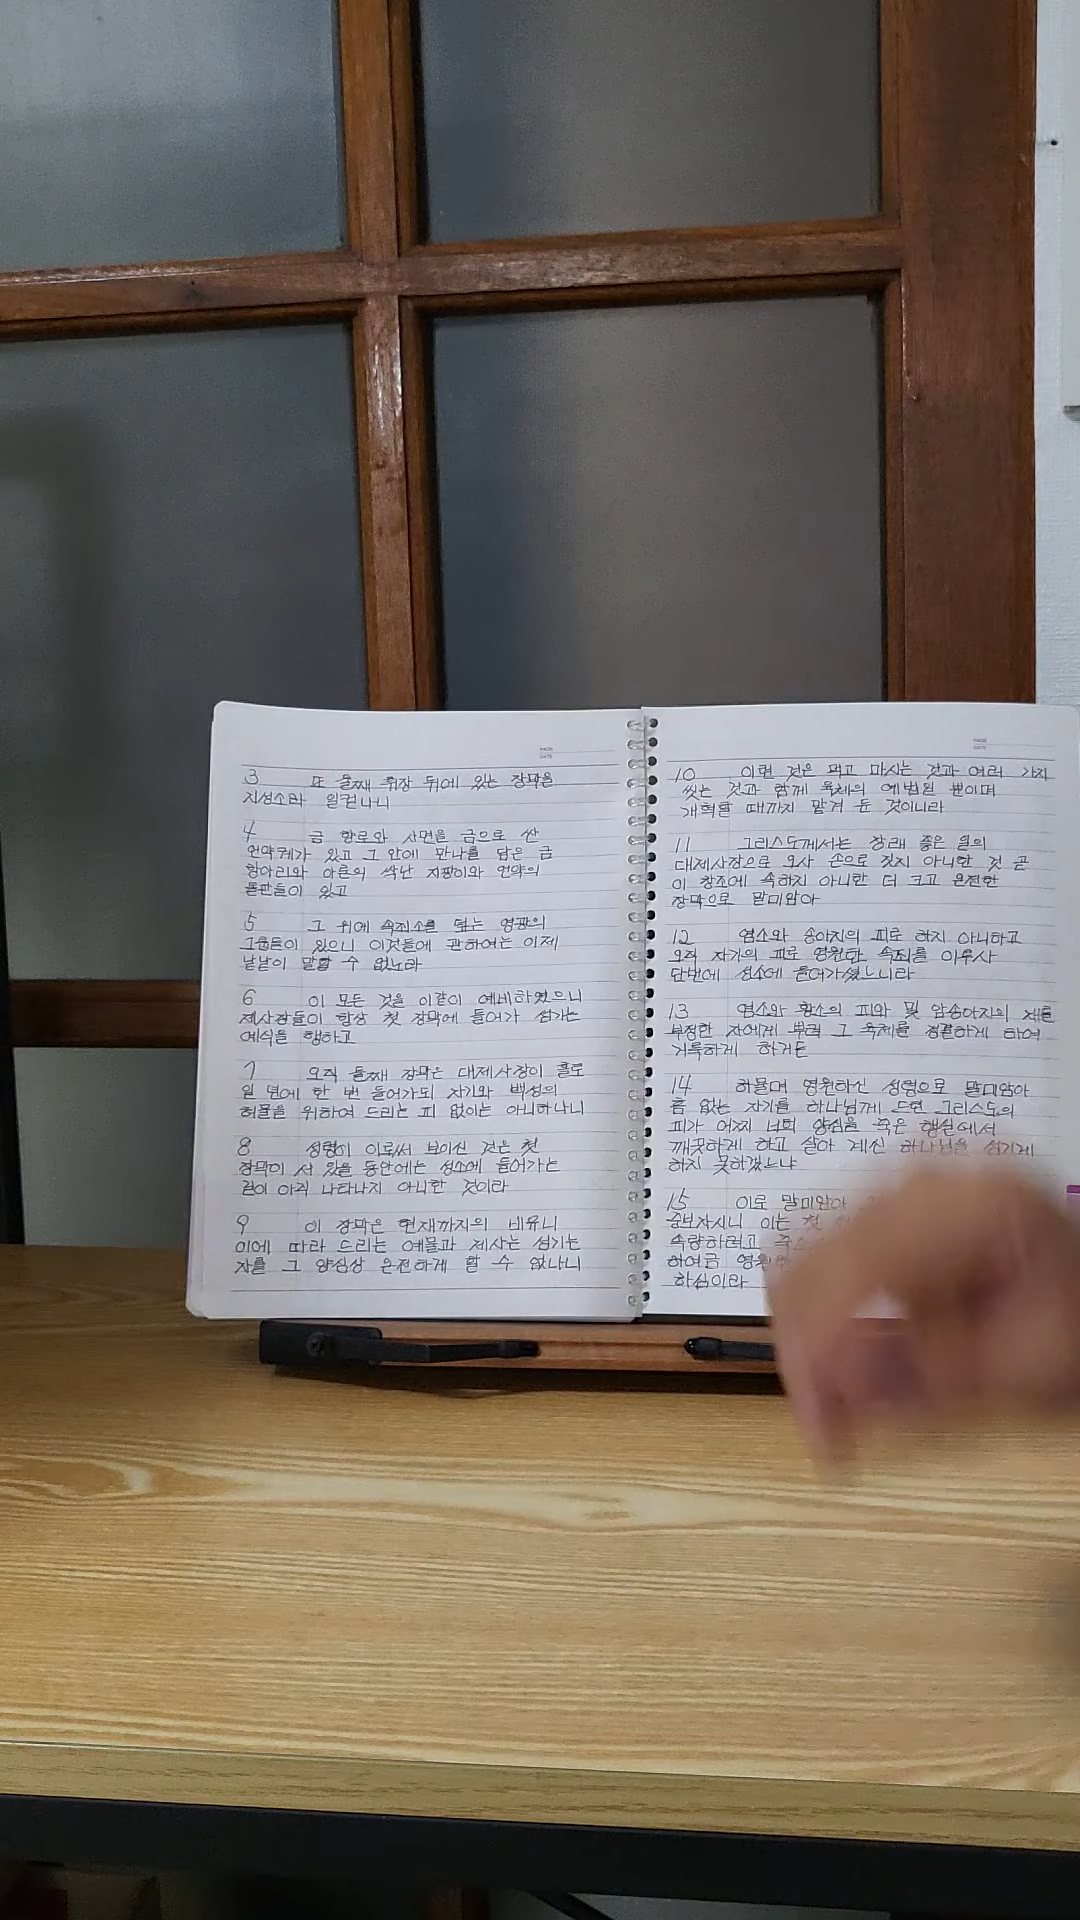 PAGE
DATE
3 또 둘째 휘장 뒤에 있는 장막을
지성소라 일컫나니
4 금 향로와 사면을 금으로 싼
언약궤가 있고 그 안에 만나를 담은 금
항아리와 아론의 싹난 지팡이와 언약의
돌판들이 있고
5 그 위에 속죄소를 덮는 영광의
그룹들이 있으니 이것들에 관하여는 이제
낱낱이 말할 수 없노라
6 이 모든 것을 이같이 예비하였으니
제사장들이 항상 첫 장막에 들어가 섬기는
예식을 행하고
7 오직 둘째 장막은 대제사장이 홀로
일 년에 한 번 들어가되 자기와 백성의
허물을 위하여 드리는 피 없이는 아니하나니
8 성령이 이로써 보이신 것은 첫
장막이 서 있을 동안에는 성소에 들어가는
길이 아직 나타나지 아니한 것이라
9 이 장막은 현재까지의 비유니
이에 따라 드리는 예물과 제사는 섬기는
자를 그 양심상 온전하게 할 수 없나니
PAGE
DATE
10 이런 것은 먹고 마시는 것과 여러 가지
씻는 것과 함께 육체의 예법일 뿐이며
개혁할 때까지 맡겨 둔 것이니라
11 그리스도께서는 장래 좋은 일의
대제사장으로 오사 손으로 짓지 아니한 것 곧
이 창조에 속하지 아니한 더 크고 온전한
장막으로 말미암아
12 염소와 송아지의 피로 하지 아니하고
오직 자기의 피로 영원한 속죄를 이루사
단번에 성소에 들어가셨느니라
13 염소와 황소의 피와 및 암송아지의 재를
부정한 자에게 뿌려 그 육체를 정결하게 하여
거룩하게 하거든
14 하물며 영원하신 성령으로 말미암아
흠 없는 자기를 하나님께 드린 그리스도의
피가 어찌 너희 양심을 죽은 행실에서
깨끗하게 하고 살아 계신 하나님을 섬기게
하지 못하겠느냐
15 이로 말미암아
중보자시니 이는 첫
속량하려고
하여금
하심이라